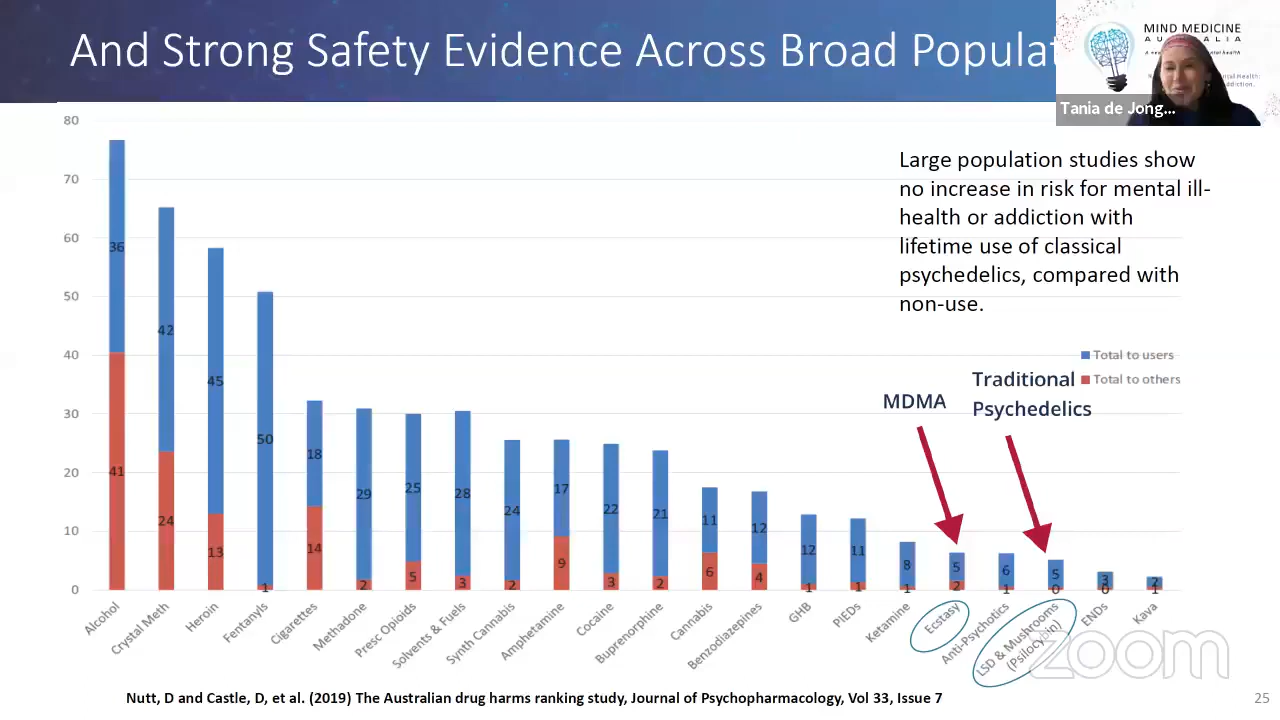 And Strong Safety Evidence Across Broad Populat
MIND MEDICINE
AUSTRALIA
Tania de Jong...
Large population studies show
no increase in risk for mental ill-
health or addiction with
lifetime use of classical
psychedelics, compared with
non-use.
Total to users
Total to others
MDMA
Traditional
Psychedelics
80
70
60
50
40
30
20
10
0
36
41
42
24
45
13
50
1
18
14
29
2
25
5
28
3
24
2
17
9
22
3
21
2
11
6
12
4
12
1
11
1
8
1
5
2
6
1
5
0
3
0
2
1
Alcohol
Crystal Meth
Heroin
Fentanyls
Cigarettes
Methadone
Presc Opioids
Solvents & Fuels
Synth Cannabis
Amphetamine
Cocaine
Buprenorphine
Cannabis
Benzodiazepines
GHB
PIEDs
Ketamine
Ecstasy
Anti-Psychotics
LSD & Mushrooms
(Psilocybin)
ENDs
Kava
zoom
Nutt, D and Castle, D, et al. (2019) The Australian drug harms ranking study, Journal of Psychopharmacology, Vol 33, Issue 7
25